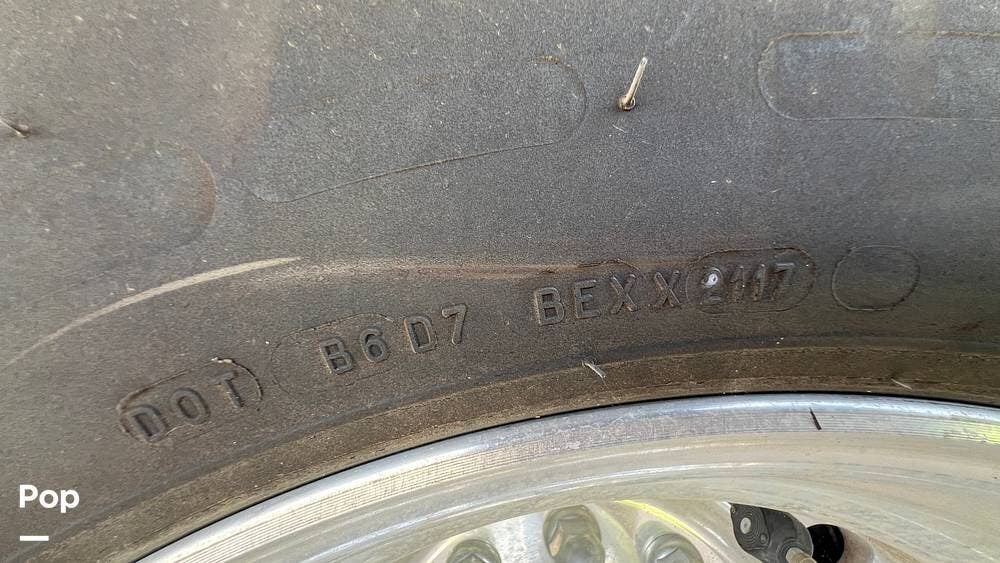 DOT B6D7 BEXX 2117
Pop